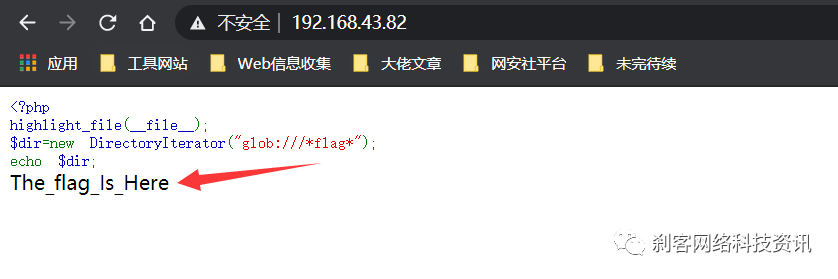 不安全 192.168.43.82
应用 工具网站 Web信息收集 大佬文章 网安社平台 未完待续
<?php
highlight_file(__file__);
$dir=new DirectoryIterator("glob:///*flag*");
echo $dir;
The_flag_Is_Here
刹客网络科技资讯